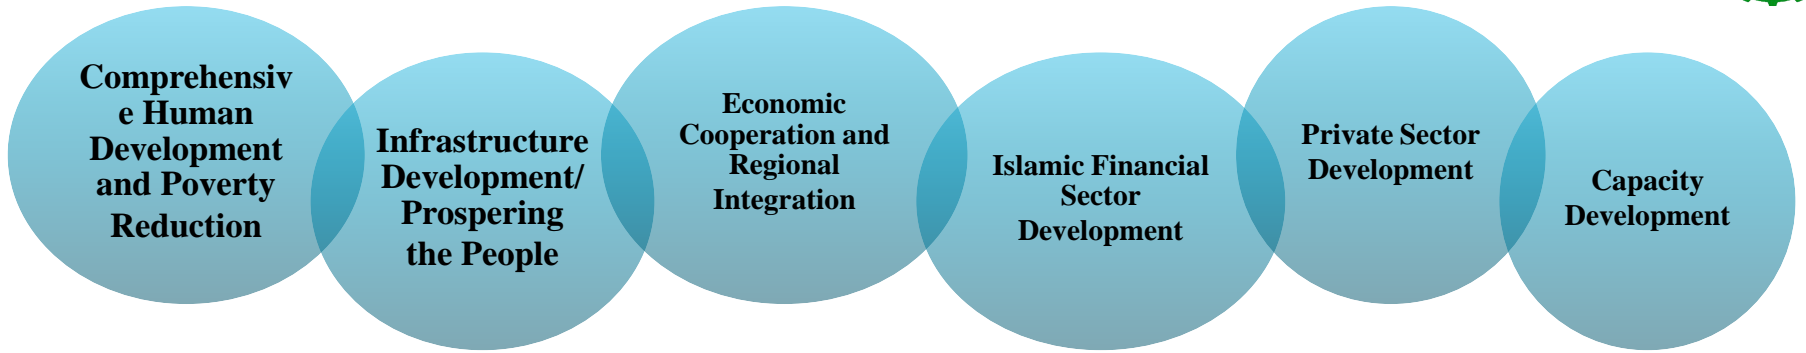 Comprehensiv
e Human
Development
and Poverty
Reduction
Infrastructure
Development/
Prospering
the People
Economic
Cooperation and
Regional
Integration
Islamic Financial
Sector
Development
Private Sector
Development
Capacity
Development